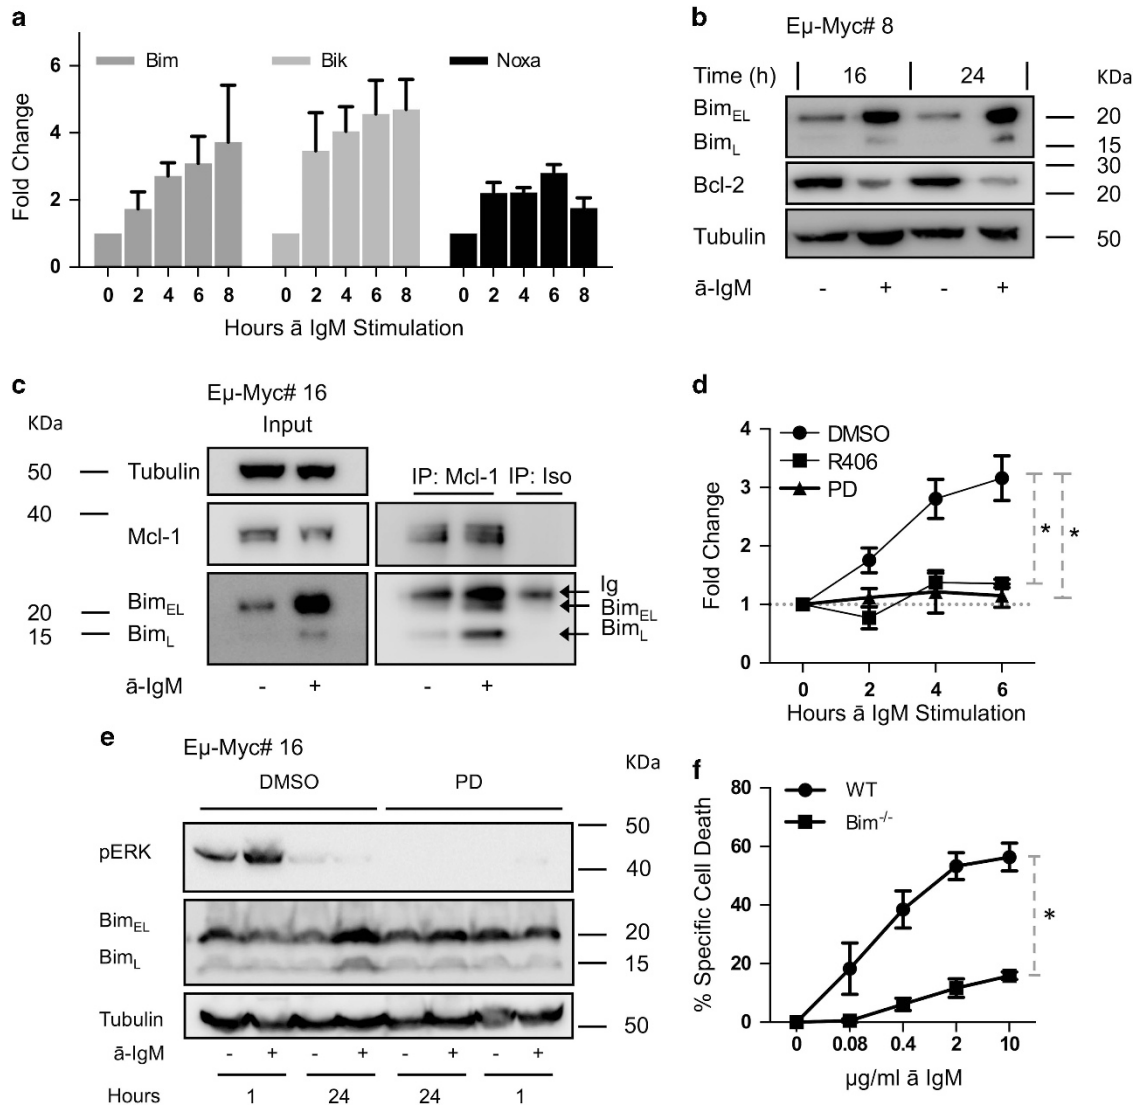 a
Bim
Bik
Noxa
Fold Change
6
4
2
0
0 2 4 6 8 0 2 4 6 8 0 2 4 6 8
Hours ā IgM Stimulation
b
Eµ-Myc# 8
Time (h) 16 24 KDa
BimEL 20
BimL 15
30
Bcl-2 20
Tubulin 50
ā-IgM - + - +
c
Eµ-Myc# 16
KDa Input
50 Tubulin
IP: Mcl-1 IP: Iso
40
Mcl-1
Ig
BimEL BimEL
20
15 BimL BimL
ā-IgM - + - +
d
DMSO
R406
PD
Fold Change
4
3
2
1
0
* *
0 2 4 6
Hours ā IgM Stimulation
e
Eµ-Myc# 16
DMSO PD KDa
50
pERK
40
BimEL 20
BimL 15
Tubulin 50
ā-IgM - + - + - + - +
Hours 1 24 24 1
f
WT
Bim-/-
% Specific Cell Death
80
60
40
20
0
*
0 0.08 0.4 2 10
µg/ml ā IgM